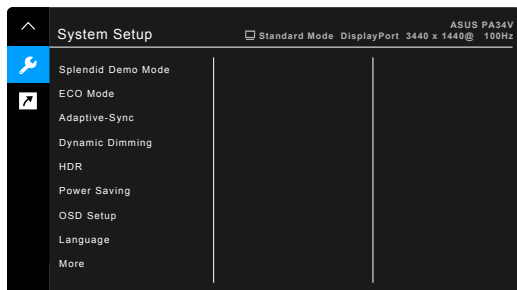 ASUS PA34V
System Setup
Standard Mode DisplayPort 3440 x 1440@ 100Hz
Splendid Demo Mode
ECO Mode
Adaptive-Sync
Dynamic Dimming
HDR
Power Saving
OSD Setup
Language
More